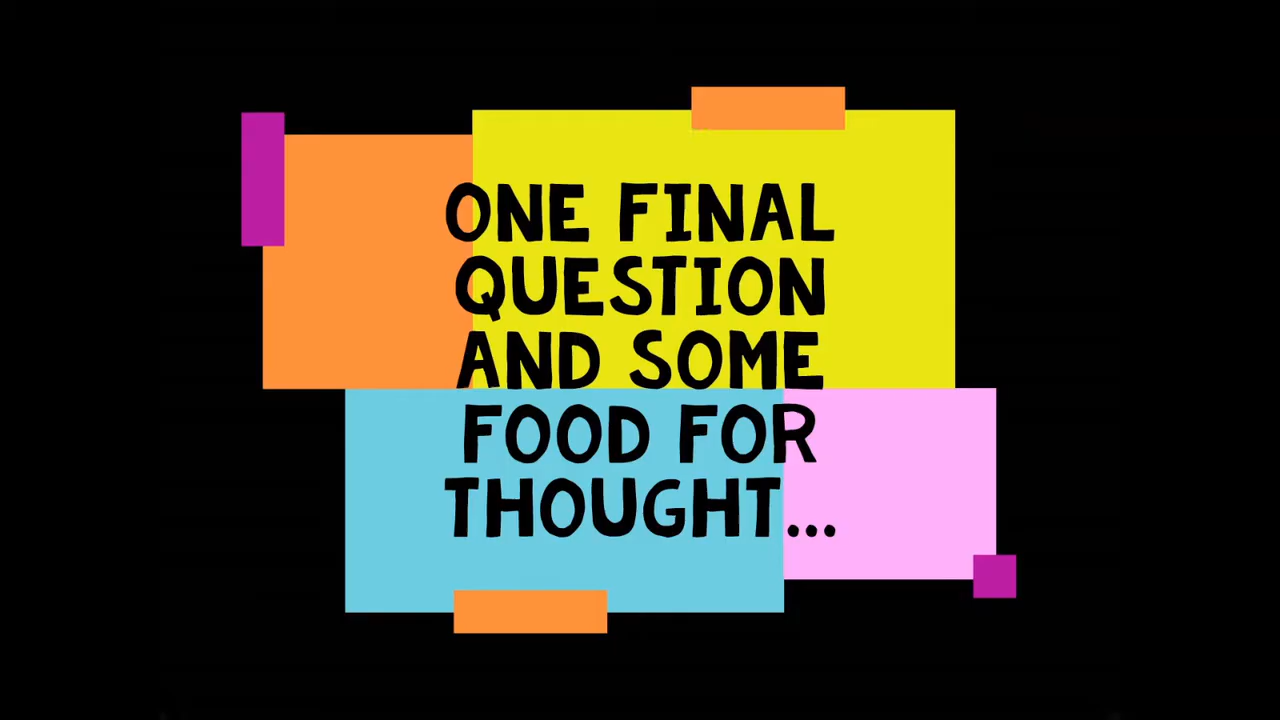 ONE FINAL
QUESTION
AND SOME
FOOD FOR
THOUGHT...